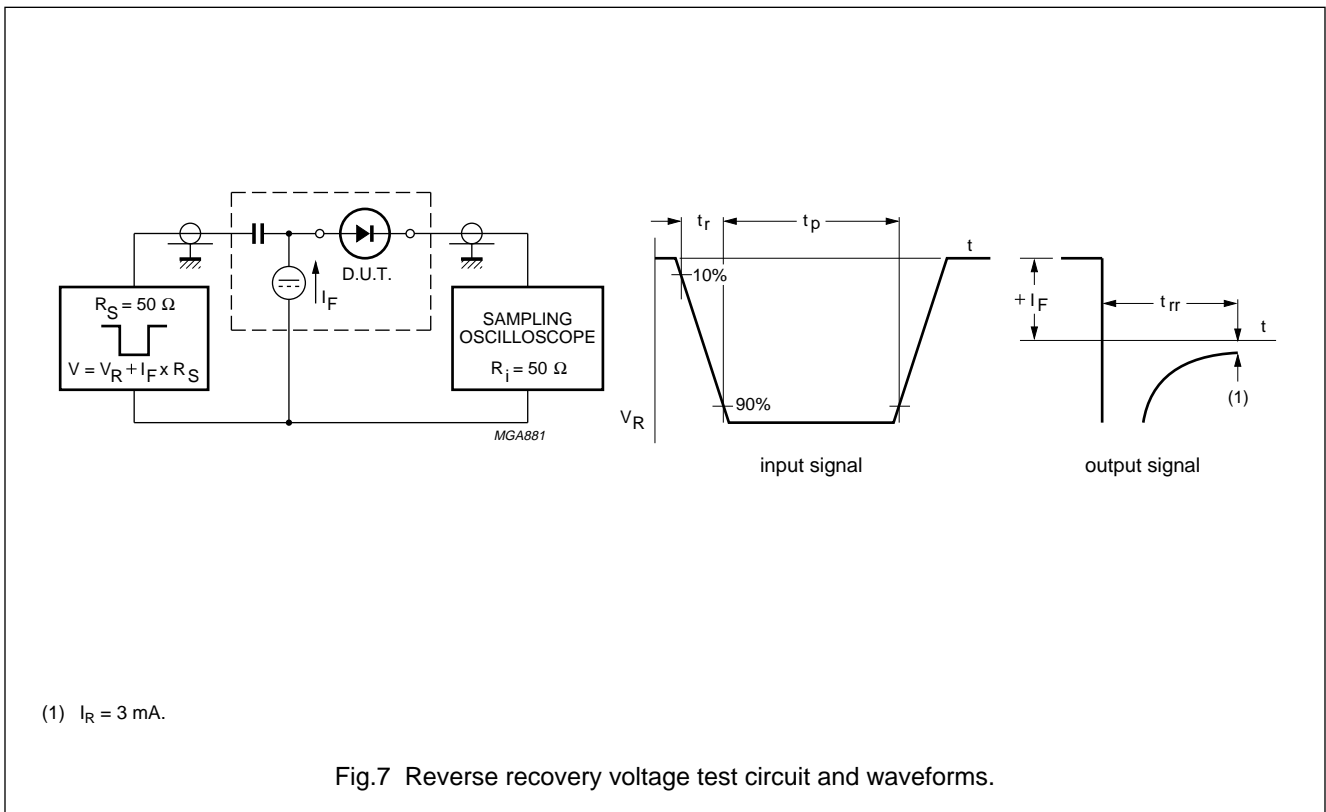 R_S = 50 Ω
V = V_R + I_F x R_S
I_F
D.U.T.
SAMPLING
OSCILLOSCOPE
R_i = 50 Ω
MGA881
t_r
t_p
t
10%
90%
V_R
input signal
+ I_F
t_rr
t
(1)
output signal
(1) I_R = 3 mA.
Fig.7 Reverse recovery voltage test circuit and waveforms.